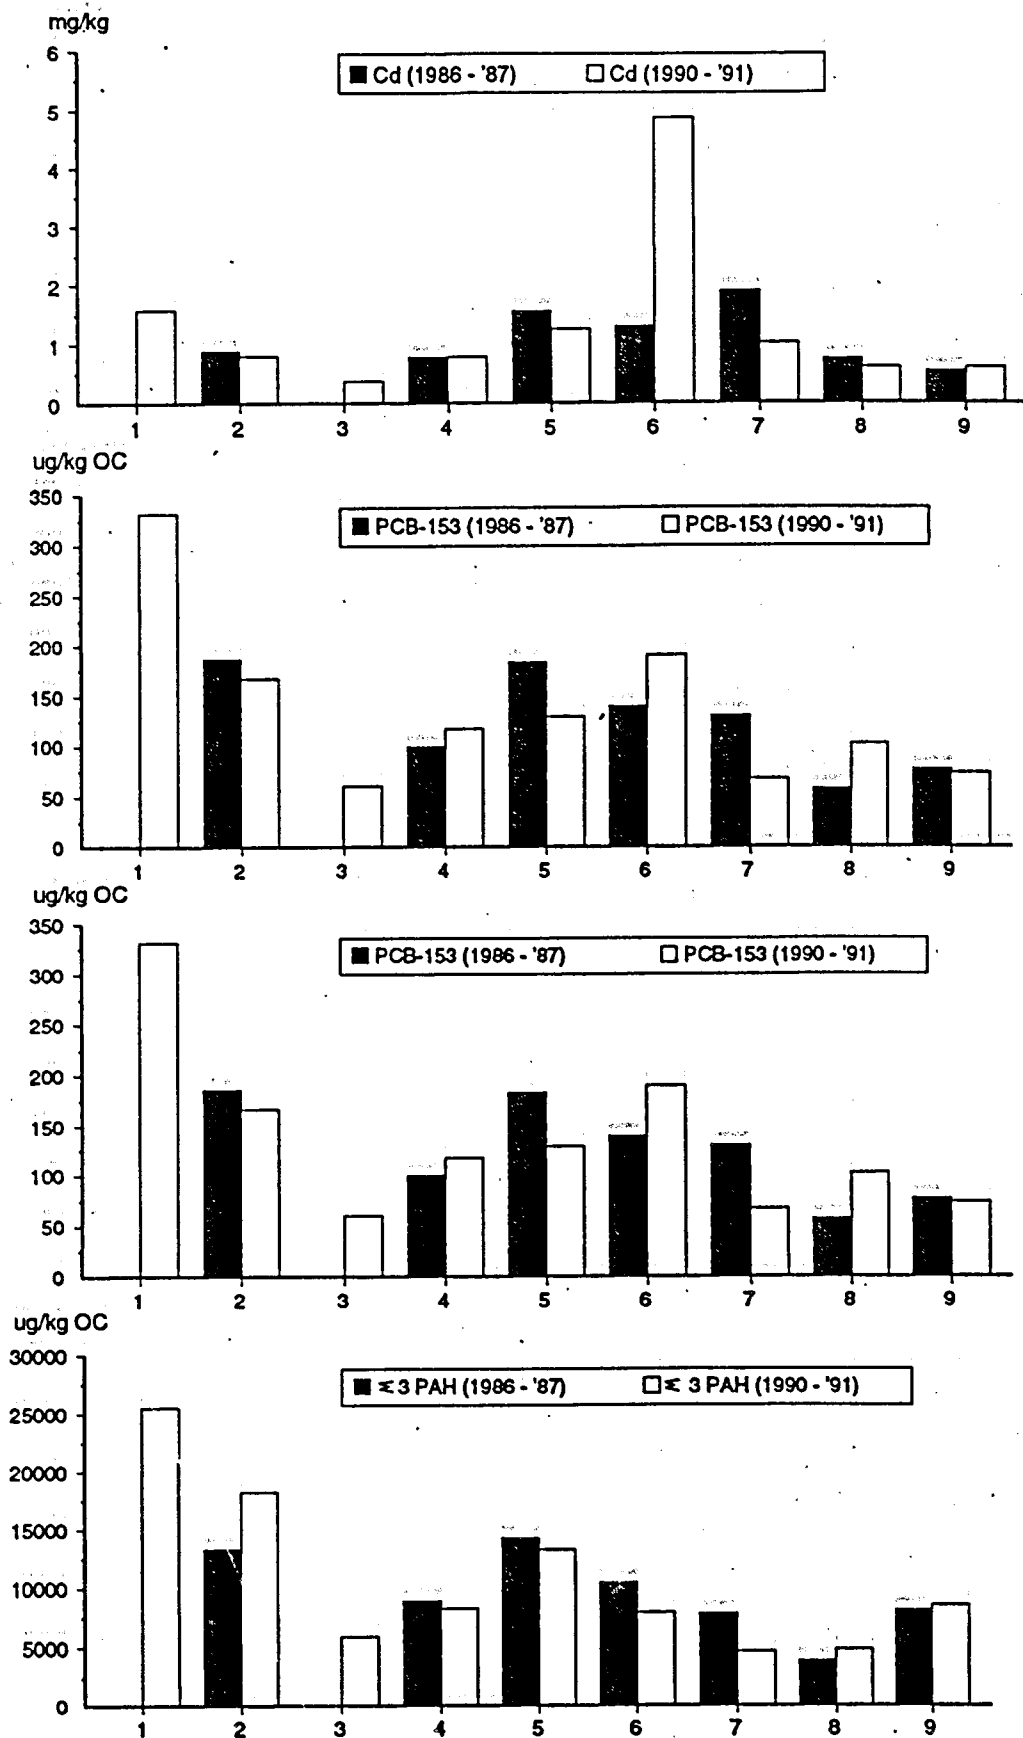 mg/kg
6
■ Cd (1986 - '87) □ Cd (1990 - '91)
5
4
3
2
1
0
1 2 3 4 5 6 7 8 9
ug/kg OC
350
■ PCB-153 (1986 - '87) □ PCB-153 (1990 - '91)
300
250
200
150
100
50
0
1 2 3 4 5 6 7 8 9
ug/kg OC
350
■ PCB-153 (1986 - '87) □ PCB-153 (1990 - '91)
300
250
200
150
100
50
0
1 2 3 4 5 6 7 8 9
ug/kg OC
30000
■ 3 PAH (1986 - '87) □ 3 PAH (1990 - '91)
25000
20000
15000
10000
5000
0
1 2 3 4 5 6 7 8 9